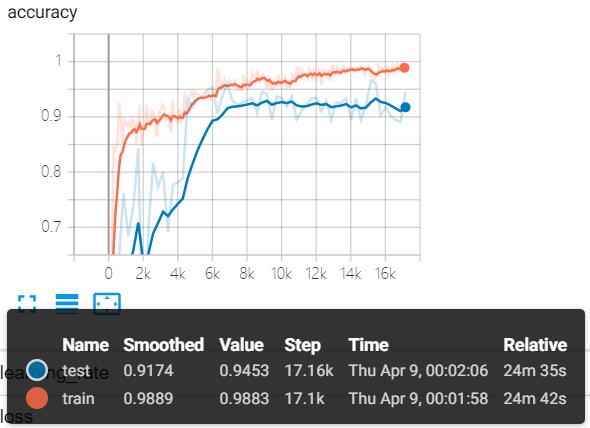 accuracy
1
0.9
0.8
0.7
0 2k 4k 6k 8k 10k 12k 14k 16k
Name Smoothed Value Step Time Relative
learning_rate
test 0.9174 0.9453 17.16k Thu Apr 9, 00:02:06 24m 35s
train 0.9889 0.9883 17.1k Thu Apr 9, 00:01:58 24m 42s
loss